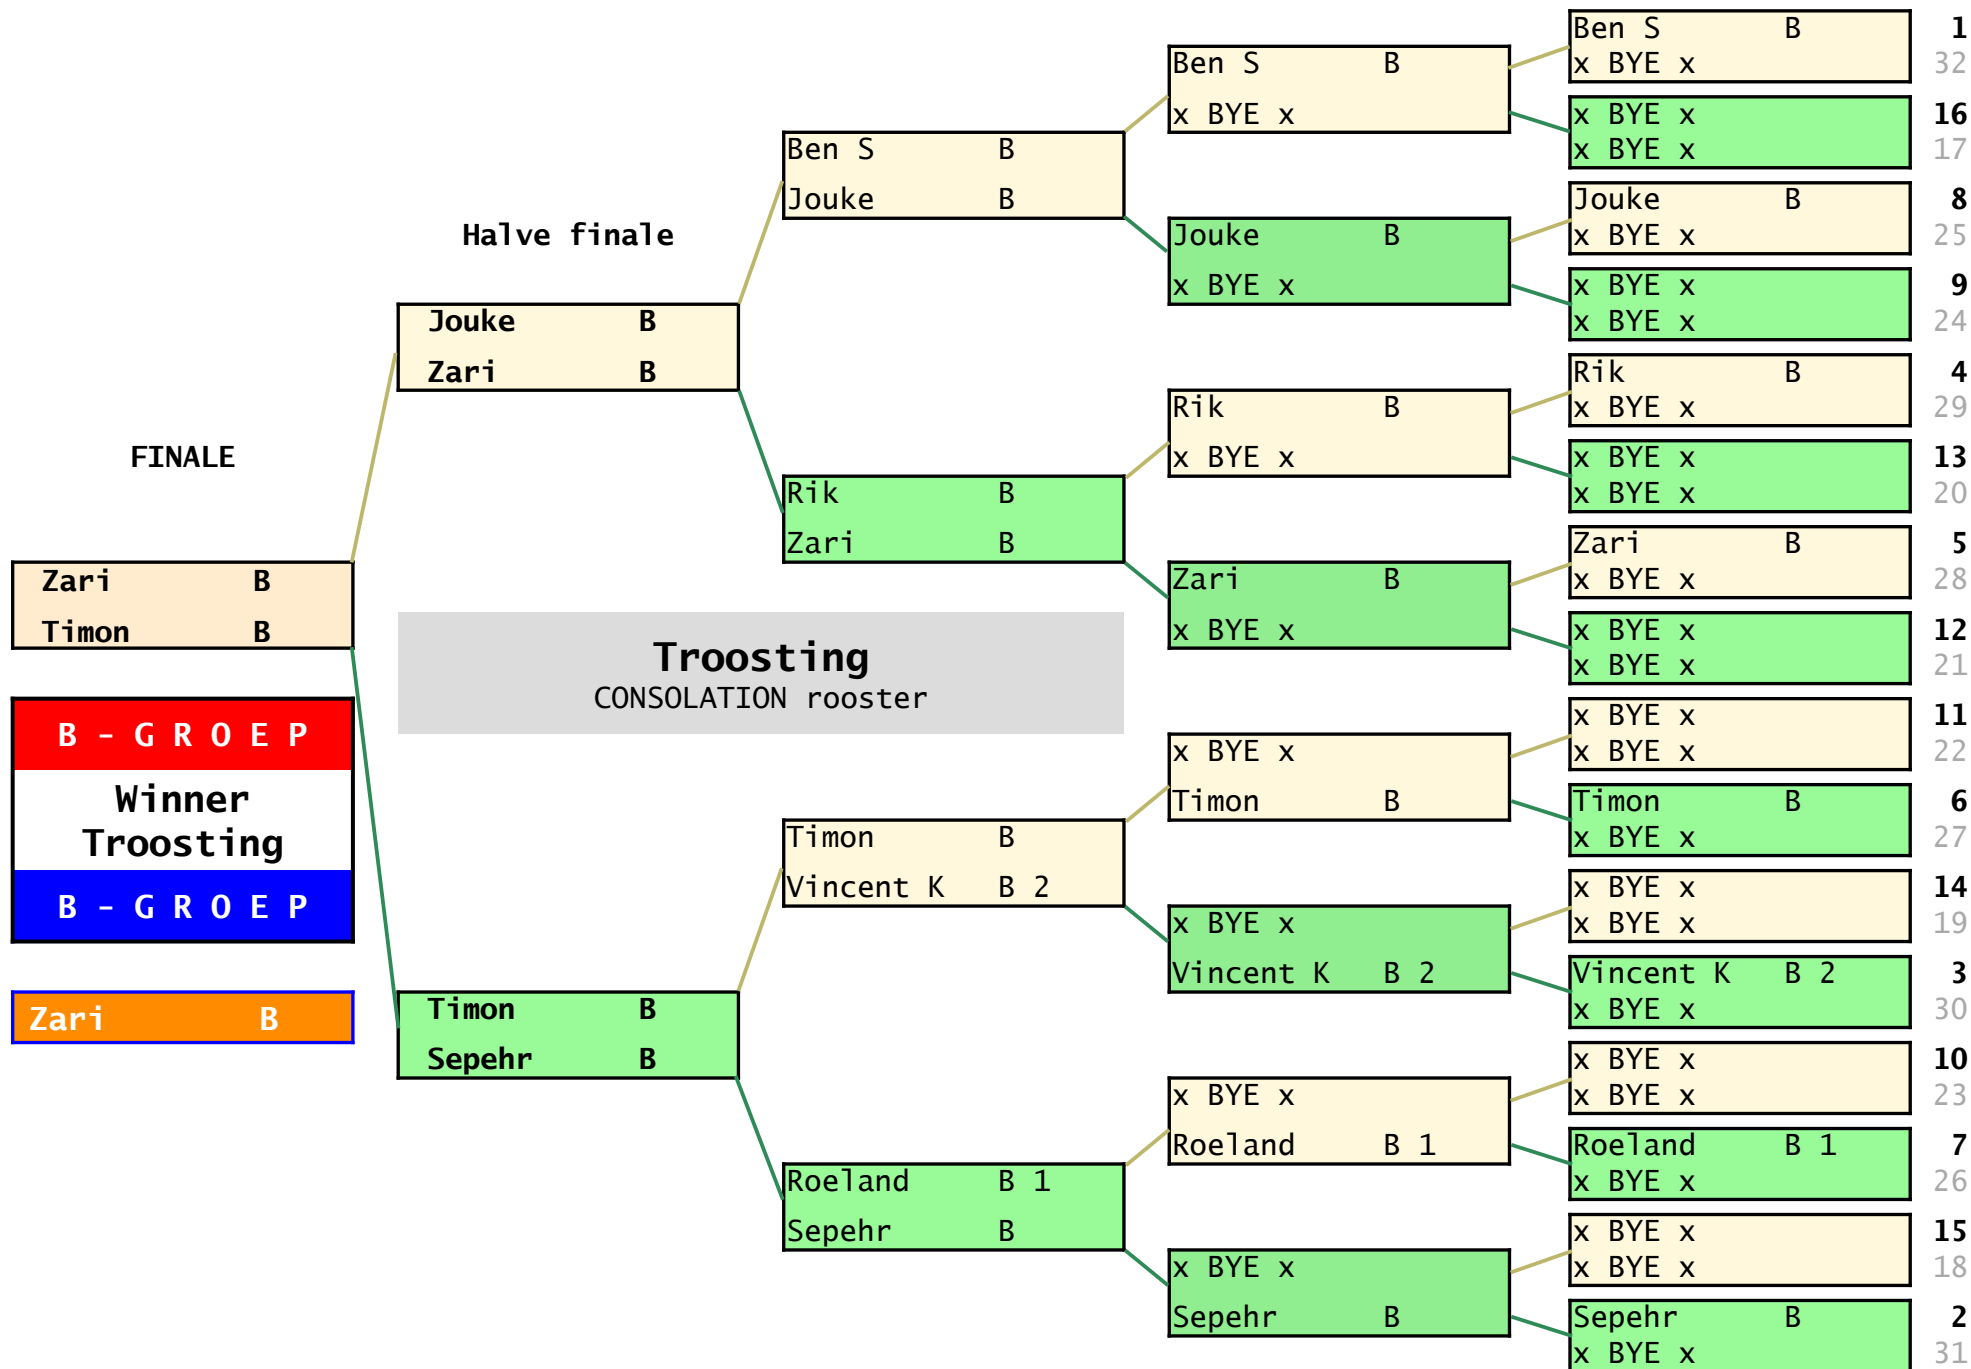 Ben S B 1
x BYE x 32
x BYE x 16
x BYE x 17
Jouke B 8
x BYE x 25
x BYE x 9
x BYE x 24
Rik B 4
x BYE x 29
x BYE x 13
x BYE x 20
Zari B 5
x BYE x 28
x BYE x 12
x BYE x 21
x BYE x 11
x BYE x 22
Timon B 6
x BYE x 27
x BYE x 14
x BYE x 19
Vincent K B 2 3
x BYE x 30
x BYE x 10
x BYE x 23
Roeland B 1 7
x BYE x 26
x BYE x 15
x BYE x 18
Sepehr B 2
x BYE x 31
Ben S B
x BYE x
Jouke B
x BYE x
Rik B
x BYE x
Zari B
x BYE x
x BYE x
Timon B
x BYE x
Vincent K B 2
x BYE x
Roeland B 1
x BYE x
Sepehr B
Ben S B
Jouke B
Rik B
Zari B
Timon B
Vincent K B 2
Roeland B 1
Sepehr B
Halve finale
Jouke B
Zari B
Troosting
CONSOLATION rooster
Timon B
Sepehr B
FINALE
Zari B
Timon B
B - G R O E P
Winner
Troosting
B - G R O E P
Zari B